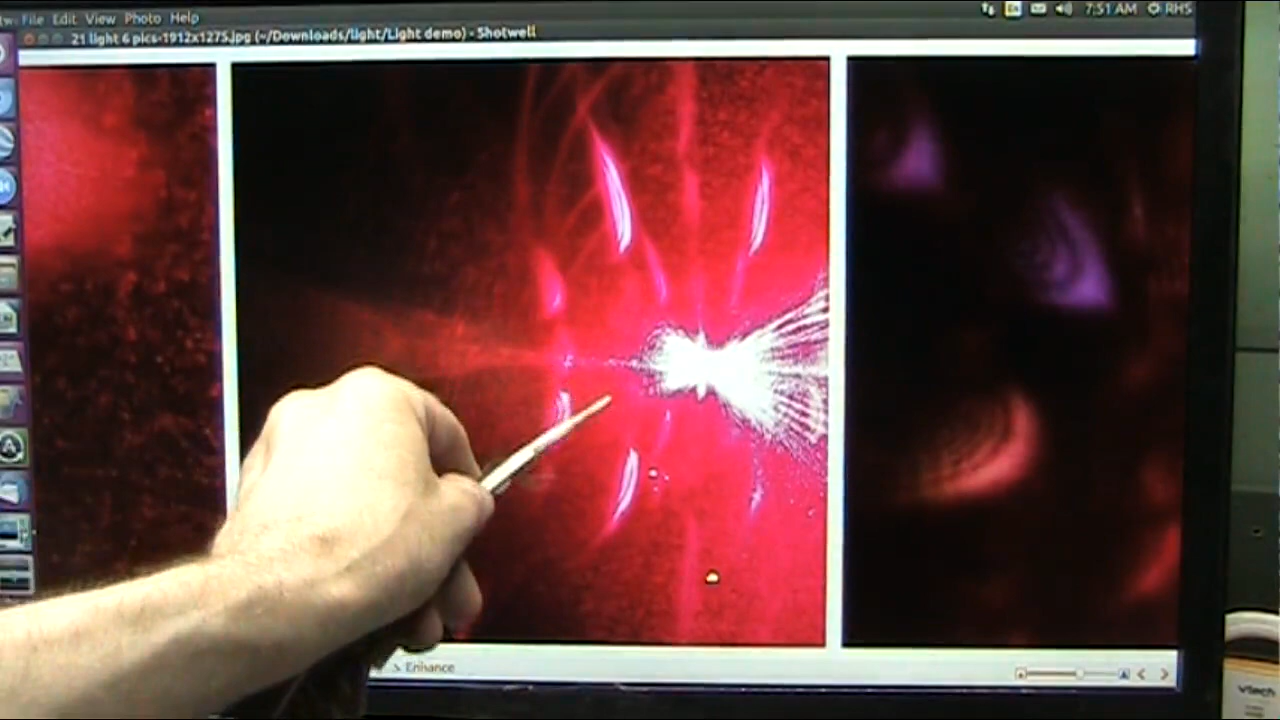 File Edit View Photo Help
7:51 AM RHS
21 light 6 pics-1912x1275.jpg (~/Downloads/light/Light demo) - Shotwell
Enhance
vtech